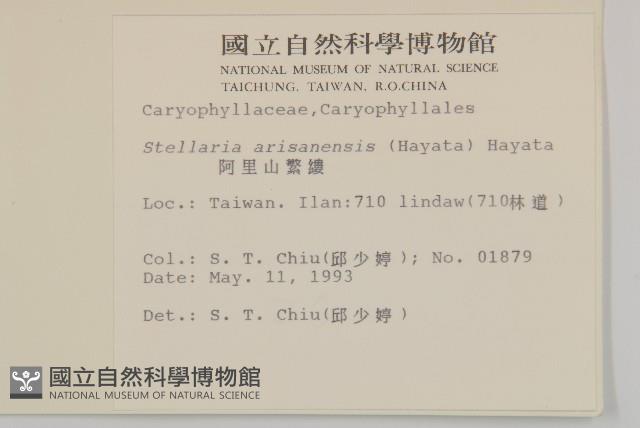 國立自然科學博物館
NATIONAL MUSEUM OF NATURAL SCIENCE
TAICHUNG, TAIWAN, R.O.CHINA
Caryophyllaceae,Caryophyllales
Stellaria arisanensis (Hayata) Hayata
阿里山繁縷
Loc.: Taiwan. Ilan:710 lindaw(710林道)
Col.: S. T. Chiu(邱少婷); No. 01879
Date: May. 11, 1993
Det.: S. T. Chiu(邱少婷)
國立自然科學博物館
NATIONAL MUSEUM OF NATURAL SCIENCE